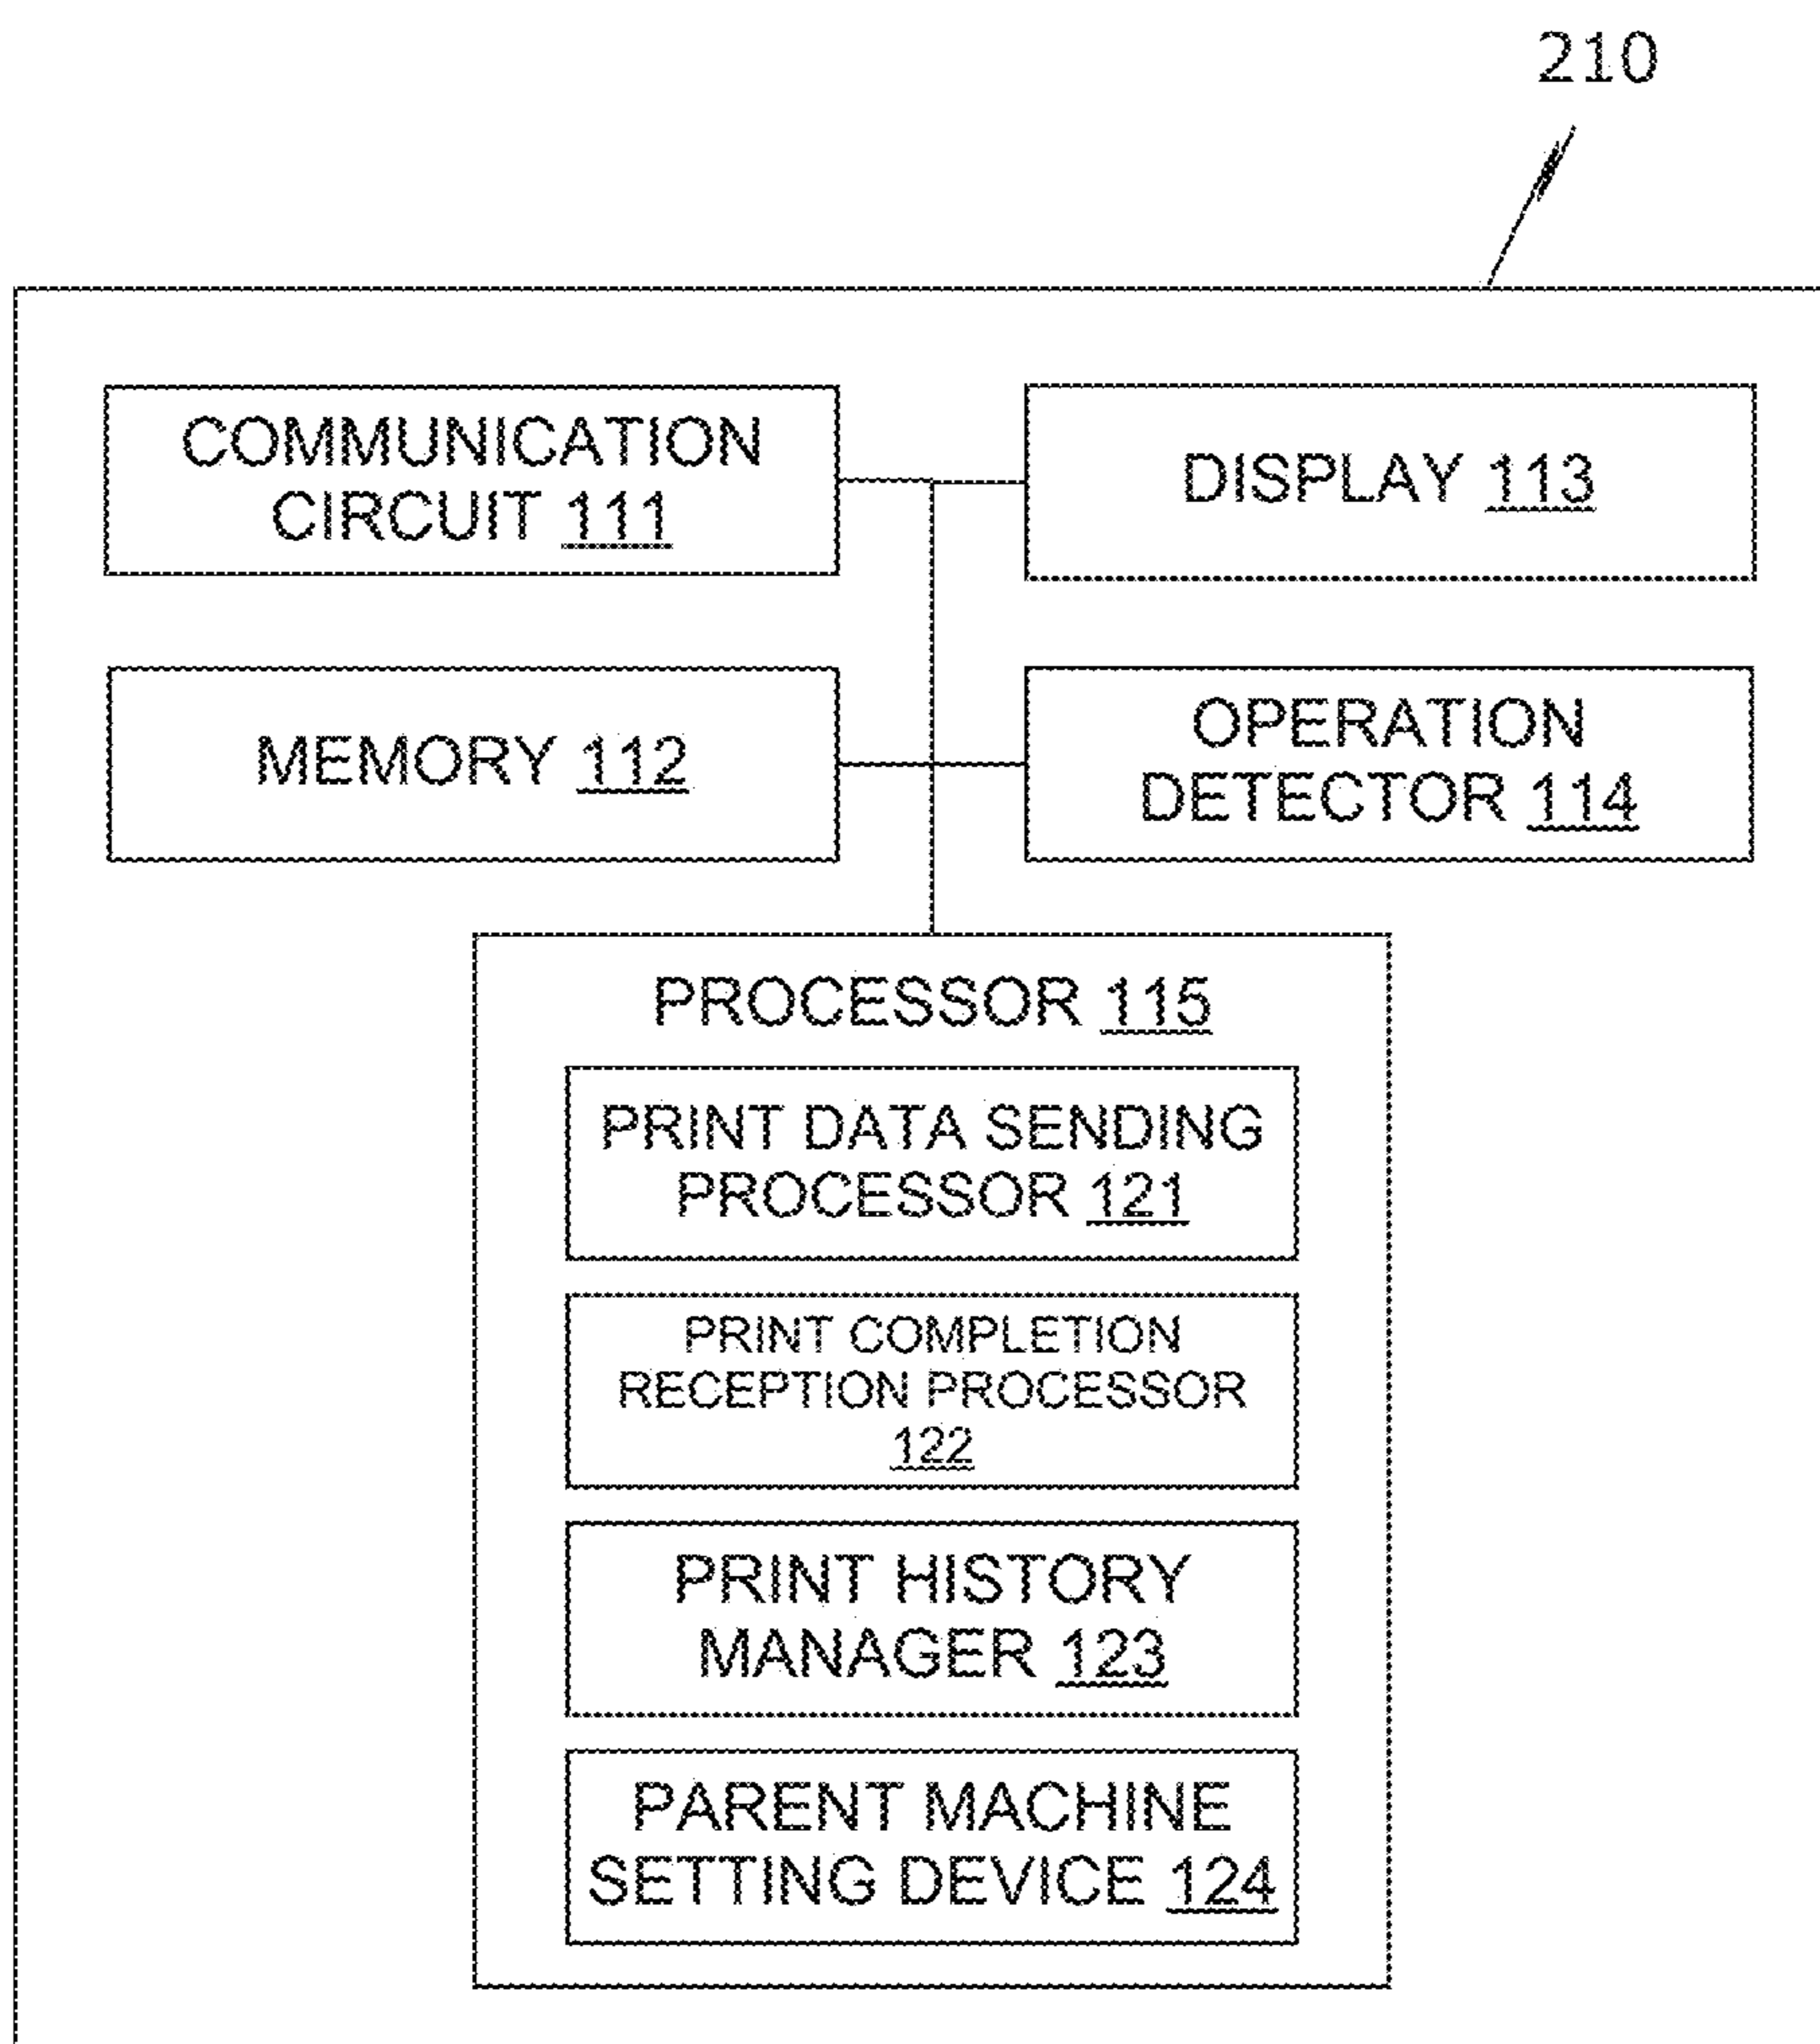 210
COMMUNICATION
CIRCUIT 111
DISPLAY 113
MEMORY 112
OPERATION
DETECTOR 114
PROCESSOR 115
PRINT DATA SENDING
PROCESSOR 121
PRINT COMPLETION
RECEPTION PROCESSOR
122
PRINT HISTORY
MANAGER 123
PARENT MACHINE
SETTING DEVICE 124